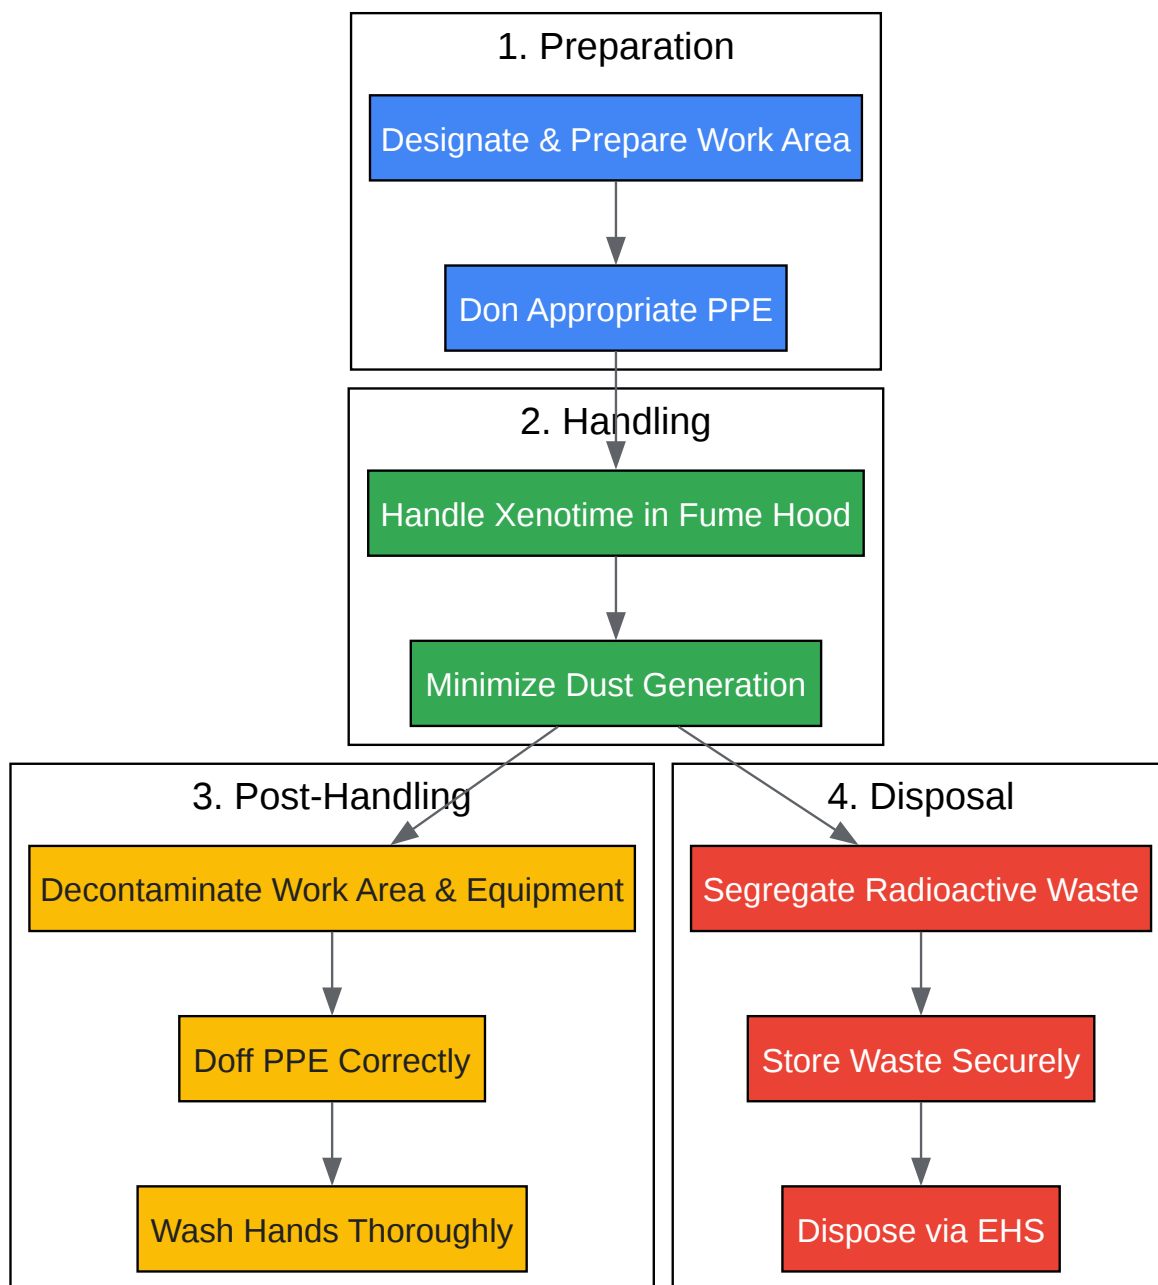 1. Preparation
Designate & Prepare Work Area
Don Appropriate PPE
2. Handling
Handle Xenotime in Fume Hood
Minimize Dust Generation
3. Post-Handling
Decontaminate Work Area & Equipment
Doff PPE Correctly
Wash Hands Thoroughly
4. Disposal
Segregate Radioactive Waste
Store Waste Securely
Dispose via EHS